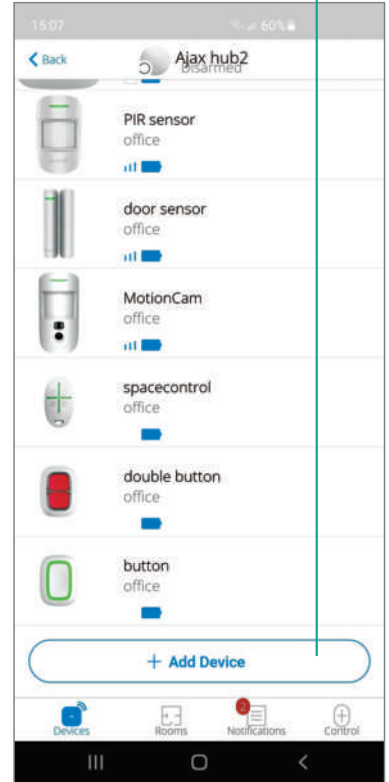 15:07 60%
Back
Ajax hub2
Disarmed
PIR sensor
office
door sensor
office
MotionCam
office
spacecontrol
office
double button
office
button
office
+ Add Device
2
Devices Rooms Notifications Control